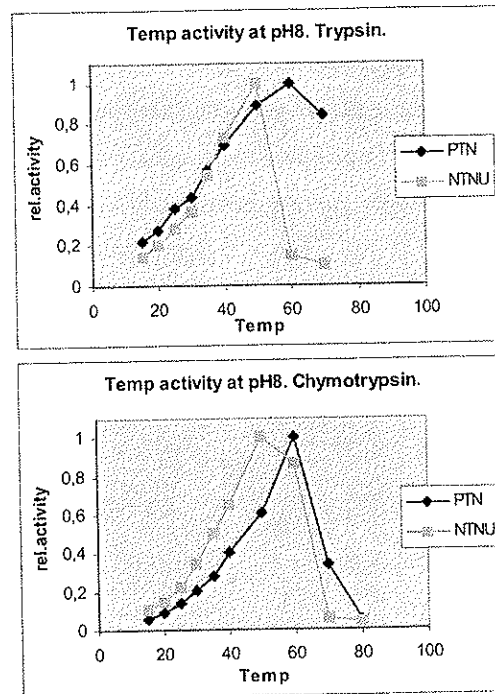 Temp activity at pH8. Trypsin.
1
0,8
0,6
0,4
0,2
0
0 20 40 60 80 100
rel.activity
Temp
PTN
NTNU
Temp activity at pH8. Chymotrypsin.
1
0,8
0,6
0,4
0,2
0
0 20 40 60 80 100
rel.activity
Temp
PTN
NTNU